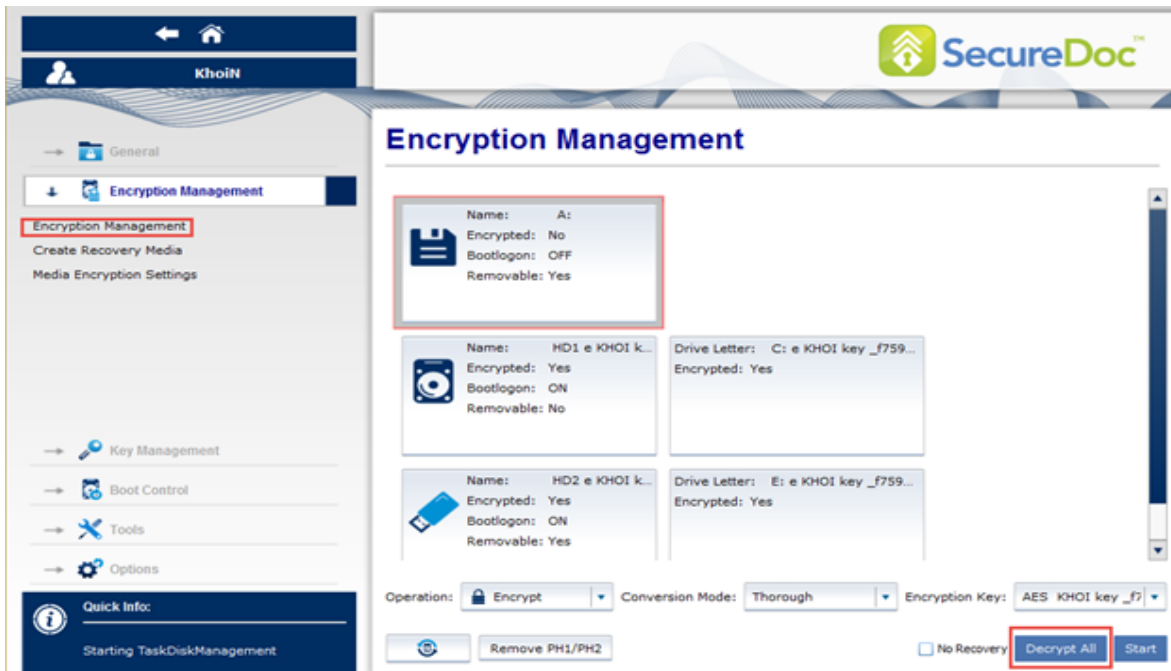 KhoiN
SecureDoc™
General
Encryption Management
Encryption Management
Create Recovery Media
Media Encryption Settings
Key Management
Boot Control
Tools
Options
Quick Info:
Starting TaskDiskManagement
Encryption Management
Name: A:
Encrypted: No
Bootlogon: OFF
Removable: Yes
Name: HD1 e KHOI k...
Encrypted: Yes
Bootlogon: ON
Removable: No
Drive Letter: C: e KHOI key _f759...
Encrypted: Yes
Name: HD2 e KHOI k...
Encrypted: Yes
Bootlogon: ON
Removable: Yes
Drive Letter: E: e KHOI key _f759...
Encrypted: Yes
Operation: Encrypt Conversion Mode: Thorough Encryption Key: AES KHOI key _f7
Remove PH1/PH2 No Recovery Decrypt All Start